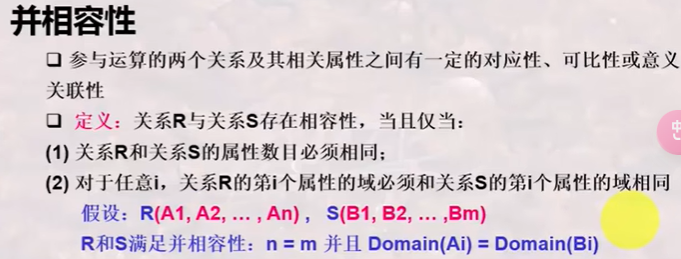 并相容性
❑ 参与运算的两个关系及其相关属性之间有一定的对应性、可比性或意义
关联性
❑ 定义：关系R与关系S存在相容性，当且仅当：
(1) 关系R和关系S的属性数目必须相同；
(2) 对于任意i，关系R的第i个属性的域必须和关系S的第i个属性的域相同
假设：R(A1, A2, … , An) ， S(B1, B2, … ,Bm)
R和S满足并相容性：n = m 并且 Domain(Ai) = Domain(Bi)